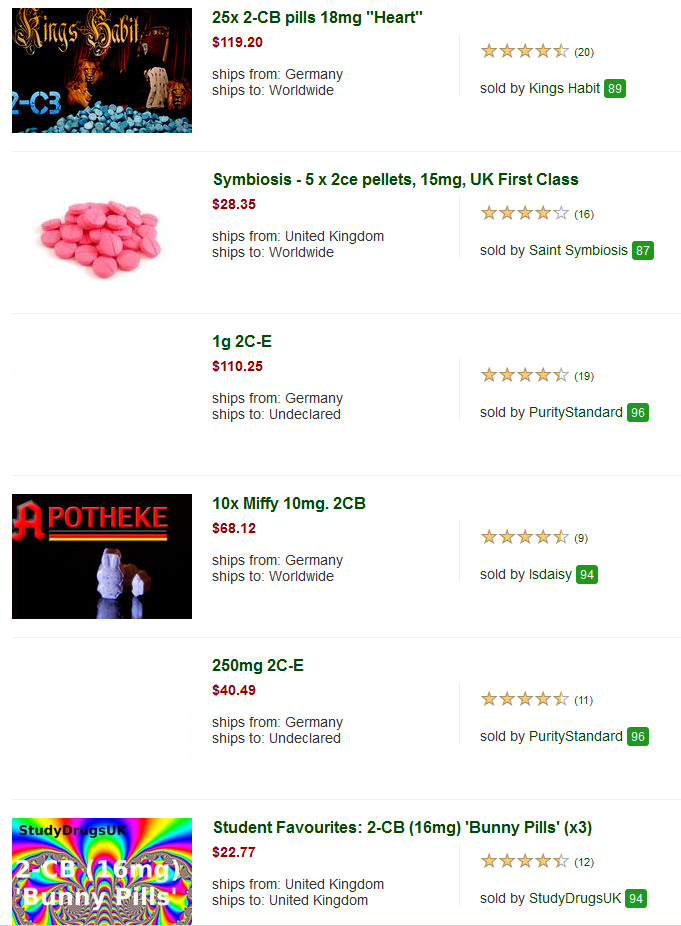 Kings Habit
2-CB
25x 2-CB pills 18mg "Heart"
$119.20
ships from: Germany
ships to: Worldwide
(20)
sold by Kings Habit 89
Symbiosis - 5 x 2ce pellets, 15mg, UK First Class
$28.35
ships from: United Kingdom
ships to: Worldwide
(16)
sold by Saint Symbiosis 87
1g 2C-E
$110.25
ships from: Germany
ships to: Undeclared
(19)
sold by PurityStandard 96
APOTHEKE
10x Miffy 10mg. 2CB
$68.12
ships from: Germany
ships to: Worldwide
(9)
sold by lsdaisy 94
250mg 2C-E
$40.49
ships from: Germany
ships to: Undeclared
(11)
sold by PurityStandard 96
StudyDrugsUK
2-CB (16mg)
'Bunny Pills'
Student Favourites: 2-CB (16mg) 'Bunny Pills' (x3)
$22.77
ships from: United Kingdom
ships to: United Kingdom
(12)
sold by StudyDrugsUK 94